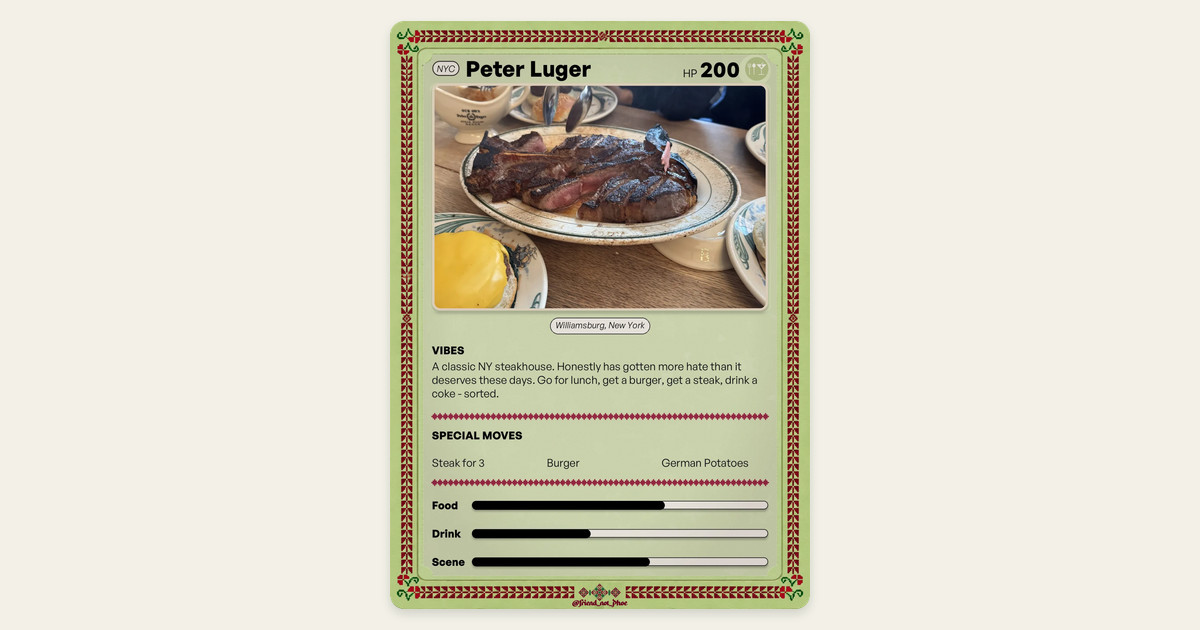 NYC Peter Luger HP 200
Williamsburg, New York
VIBES
A classic NY steakhouse. Honestly has gotten more hate than it
deserves these days. Go for lunch, get a burger, get a steak, drink a
coke - sorted.
SPECIAL MOVES
Steak for 3 Burger German Potatoes
Food
Drink
Scene
@friend_not_phoe